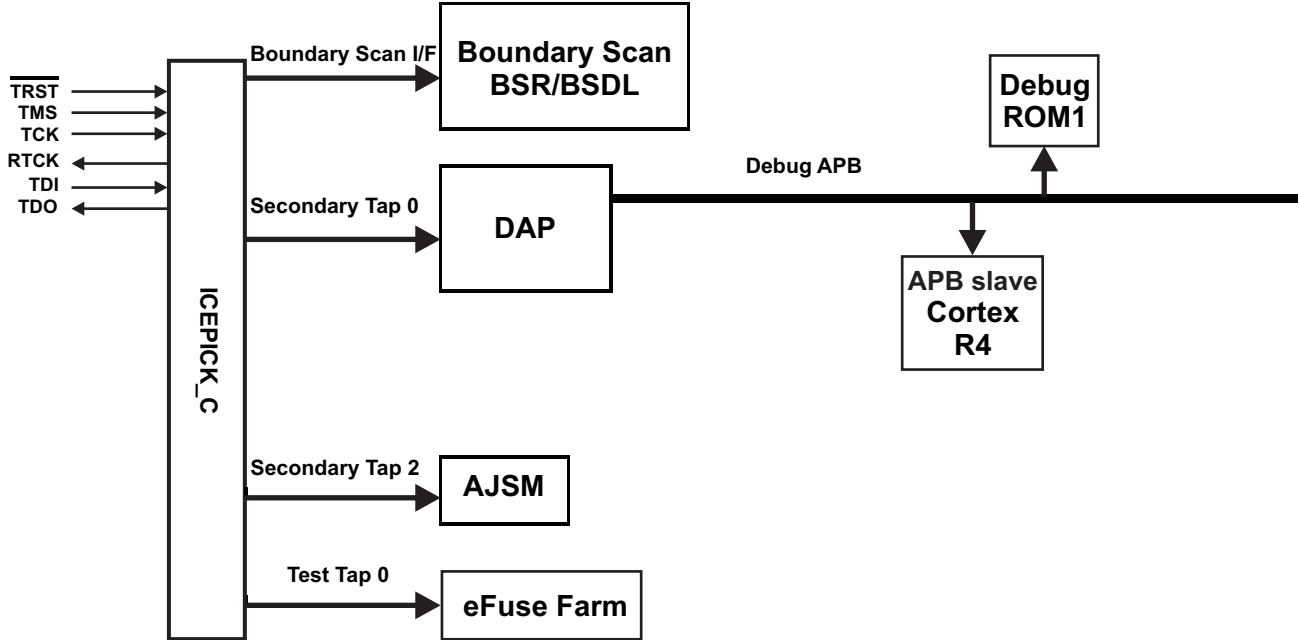 TRST
TMS
TCK
RTCK
TDI
TDO
ICEPICK_C
Boundary Scan I/F
Boundary Scan
BSR/BSDL
Secondary Tap 0
DAP
Debug APB
Debug
ROM1
APB slave
Cortex
R4
Secondary Tap 2
AJSM
Test Tap 0
eFuse Farm